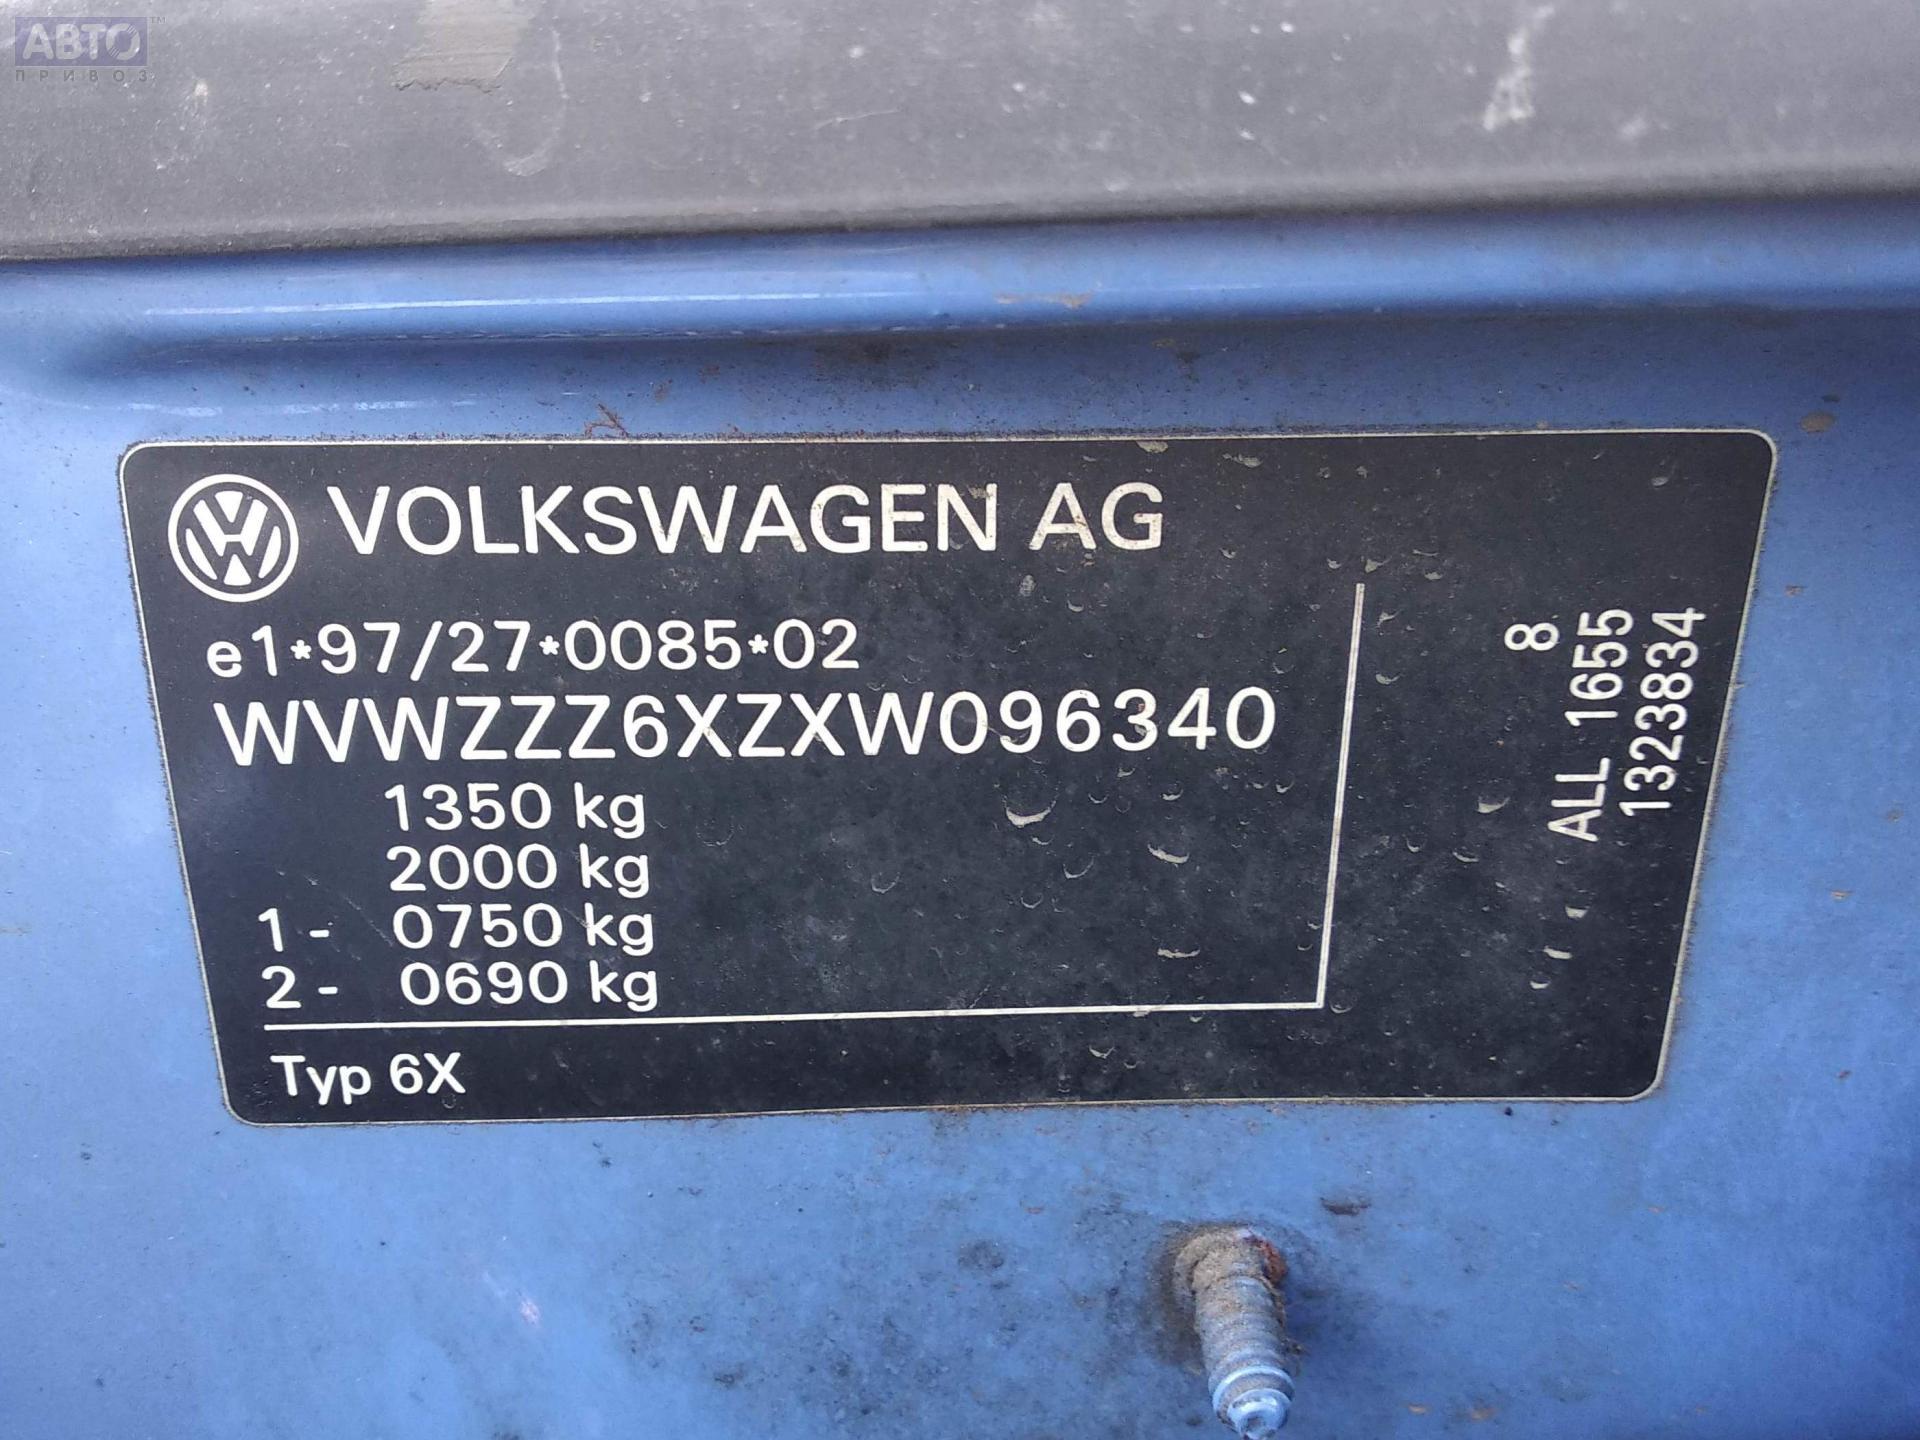 АВТО™
ПРИВОЗ
VOLKSWAGEN AG
e1*97/27*0085*02
WVWZZZ6XZXW096340
1350 kg
2000 kg
1- 0750 kg
2- 0690 kg
Typ 6X
8
ALL 1655
1323834